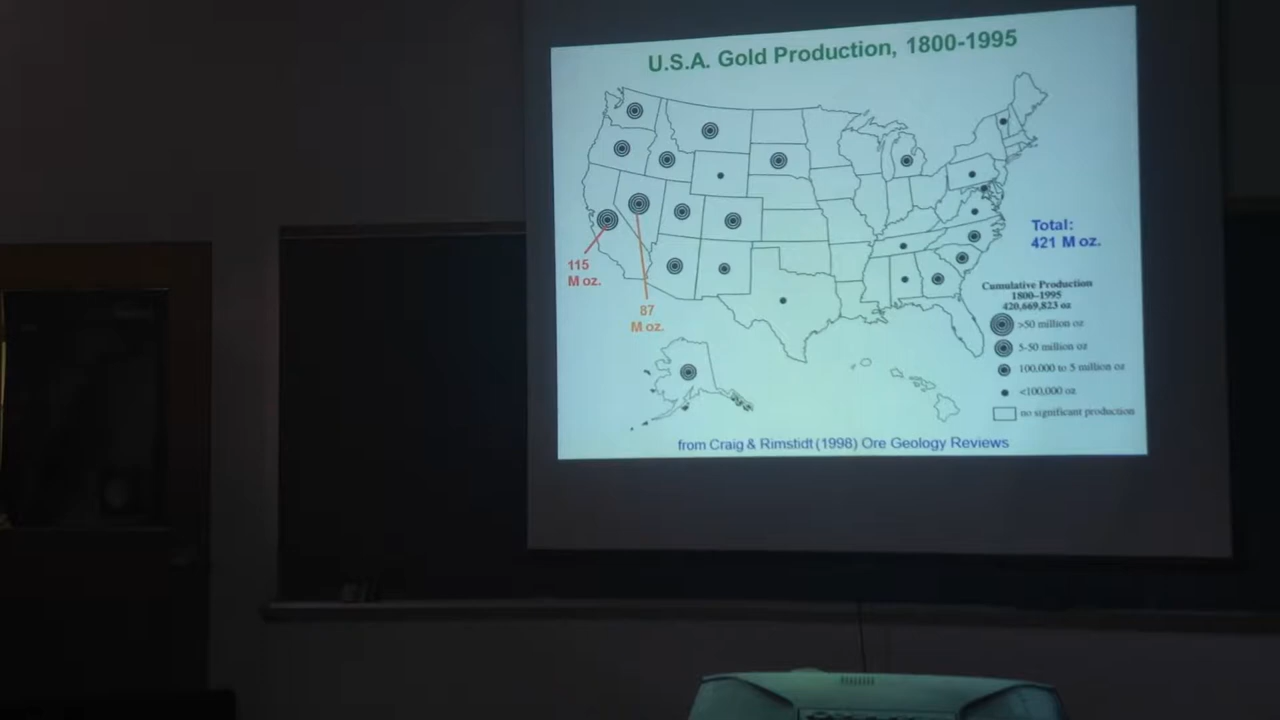 U.S.A. Gold Production, 1800-1995
Total:
421 M oz.
115
M oz.
87
M oz.
Cumulative Production
1800–1995
420,669,823 oz
>50 million oz
5-50 million oz
100,000 to 5 million oz
<100,000 oz
no significant production
from Craig & Rimstidt (1998) Ore Geology Reviews